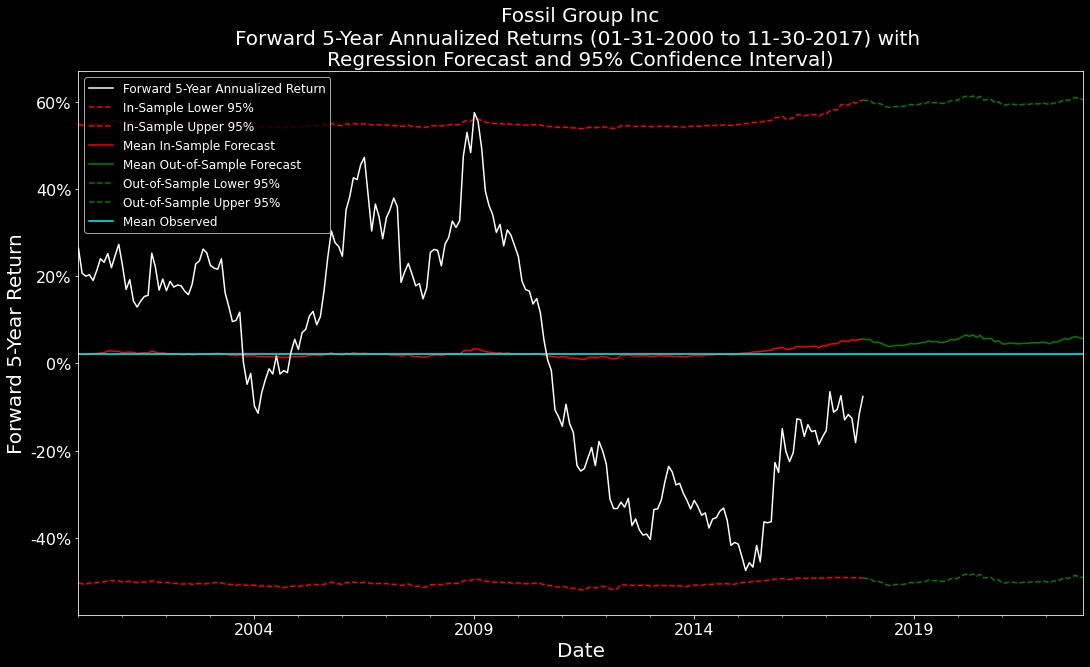 Fossil Group Inc
Forward 5-Year Annualized Returns (01-31-2000 to 11-30-2017) with
Regression Forecast and 95% Confidence Interval)
Forward 5-Year Annualized Return
In-Sample Lower 95%
In-Sample Upper 95%
Mean In-Sample Forecast
Mean Out-of-Sample Forecast
Out-of-Sample Lower 95%
Out-of-Sample Upper 95%
Mean Observed
60%
40%
20%
0%
-20%
-40%
Forward 5-Year Return
2004
2009
2014
2019
Date